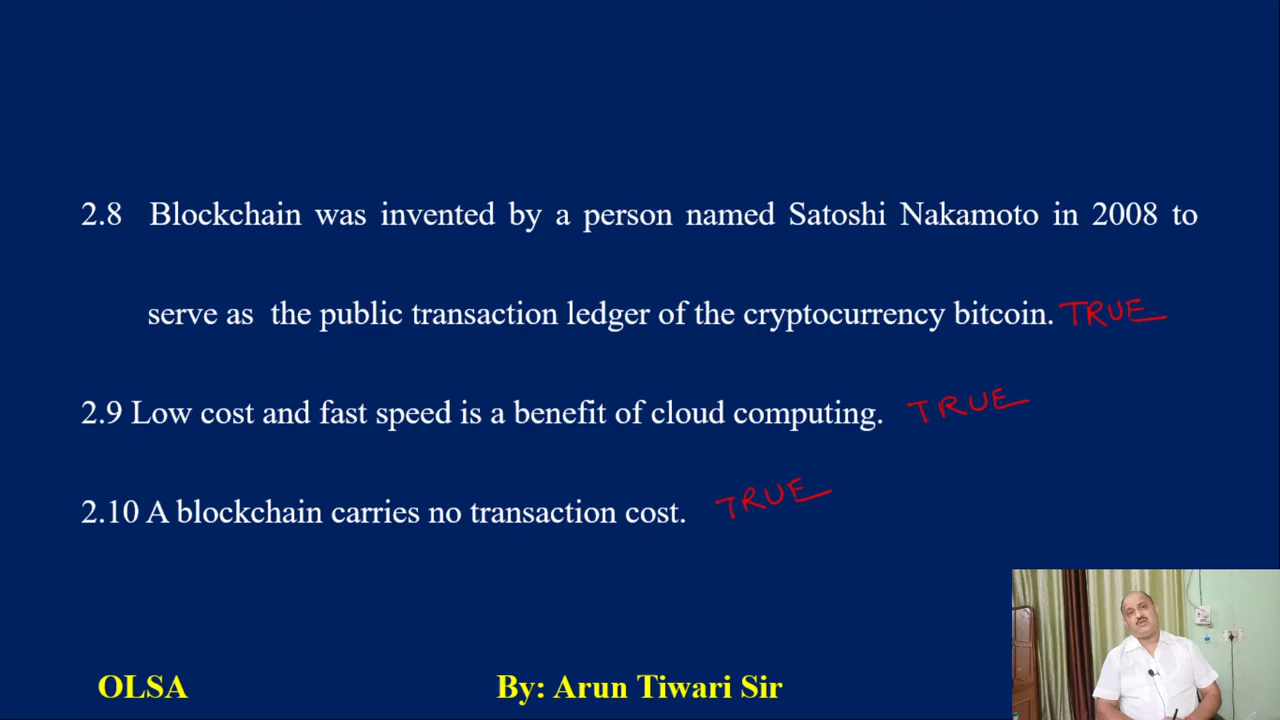 2.8 Blockchain was invented by a person named Satoshi Nakamoto in 2008 to
serve as the public transaction ledger of the cryptocurrency bitcoin. TRUE
2.9 Low cost and fast speed is a benefit of cloud computing. TRUE
2.10 A blockchain carries no transaction cost. TRUE
OLSA By: Arun Tiwari Sir